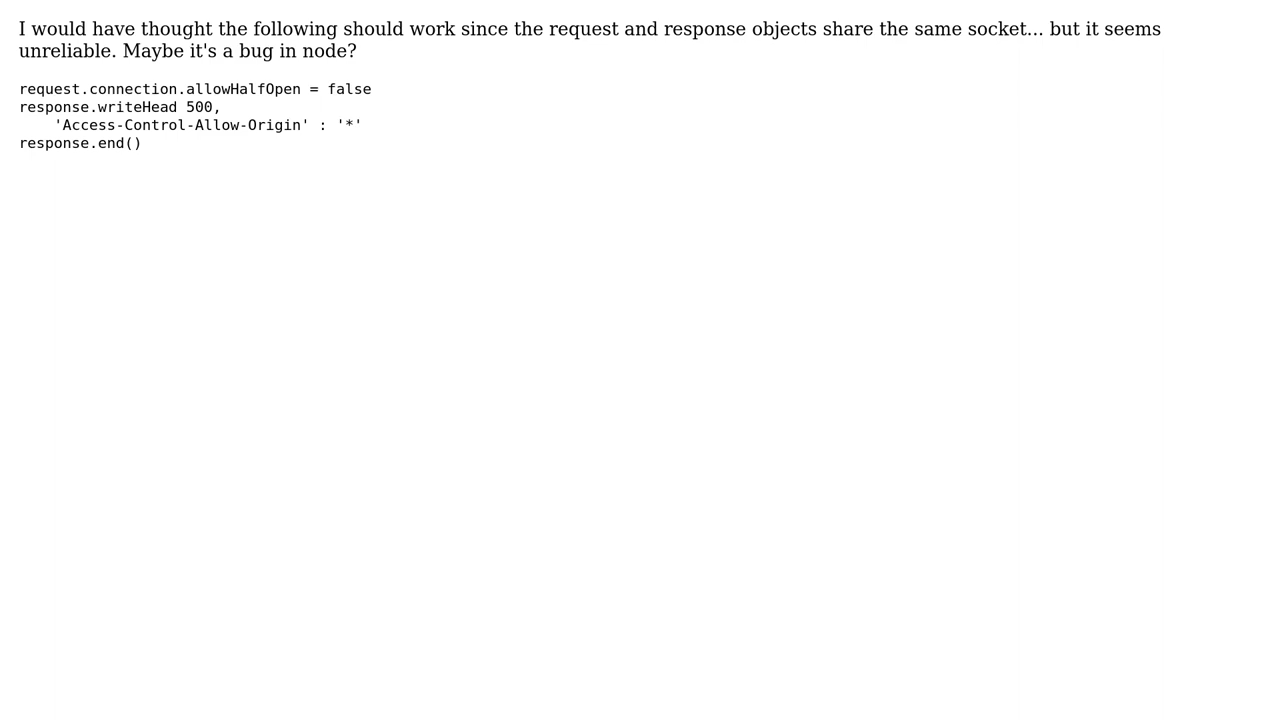 I would have thought the following should work since the request and response objects share the same socket... but it seems
unreliable. Maybe it's a bug in node?
request.connection.allowHalfOpen = false
response.writeHead 500,
    'Access-Control-Allow-Origin' : '*'
response.end()